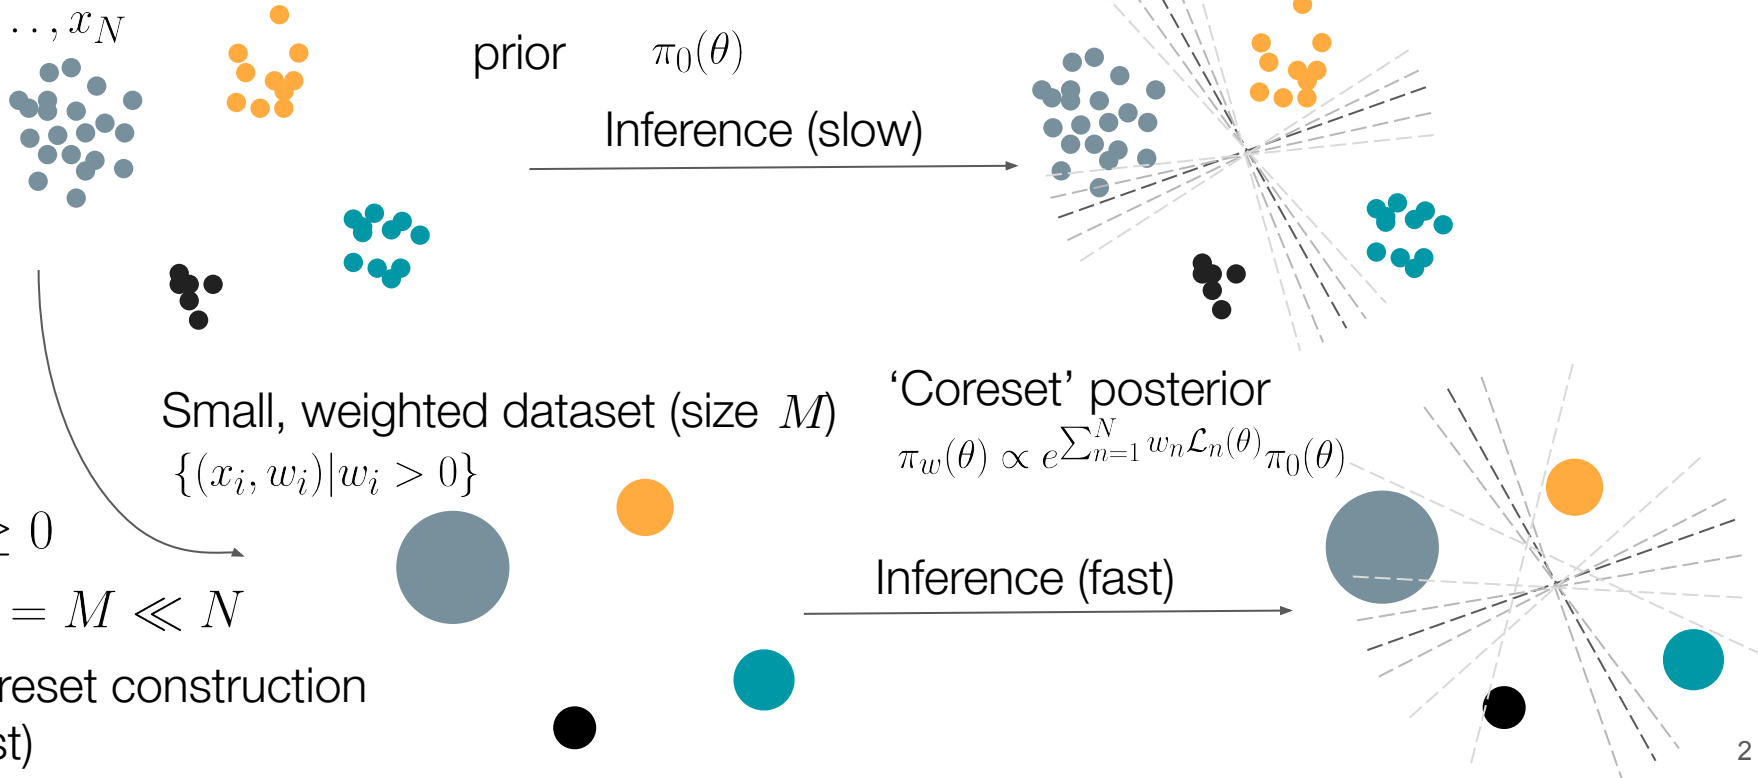 . . , x_N
prior π_0(θ)
Inference (slow)
Small, weighted dataset (size M)
{(x_i, w_i)|w_i > 0}
‘Coreset’ posterior
π_w(θ) ∝ e^{∑_{n=1}^{N} w_n ℒ_n(θ)} π_0(θ)
≥ 0
= M ≪ N
Inference (fast)
reset construction
st)
2